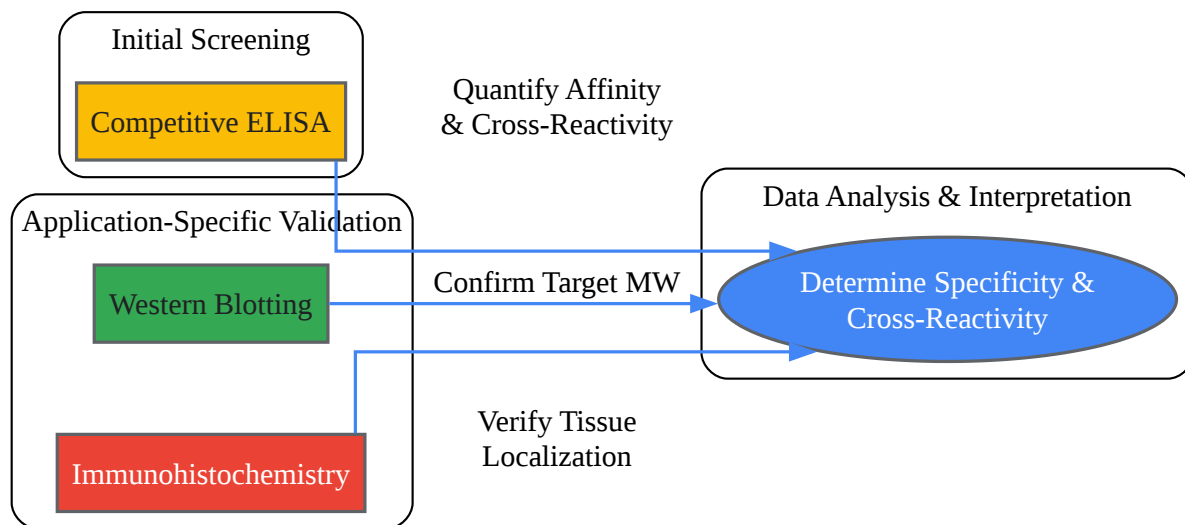 Initial Screening
Competitive ELISA
Quantify Affinity
& Cross-Reactivity
Application-Specific Validation
Western Blotting
Confirm Target MW
Immunohistochemistry
Verify Tissue
Localization
Data Analysis & Interpretation
Determine Specificity &
Cross-Reactivity